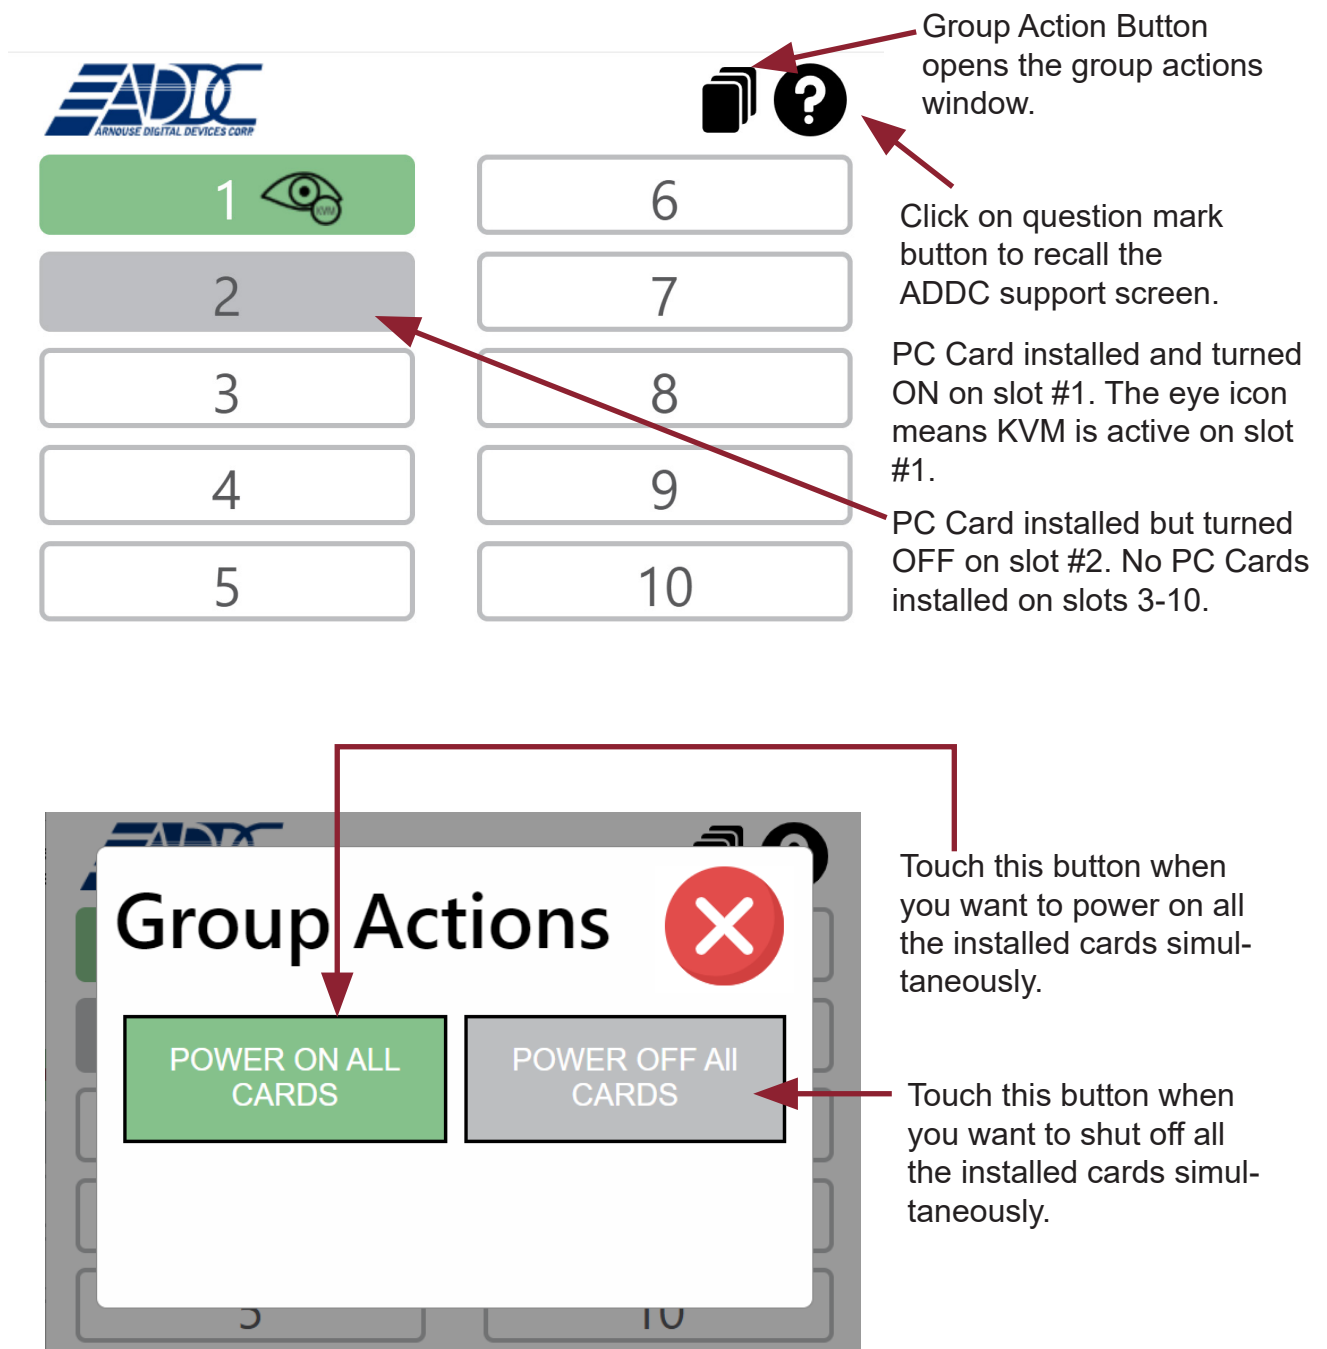 Group Action Button
opens the group actions
window.
ADDC
ARNOUSE DIGITAL DEVICES CORP.
?
1
KVM
6
Click on question mark
button to recall the
ADDC support screen.
2
7
PC Card installed and turned
ON on slot #1. The eye icon
means KVM is active on slot
#1.
3
8
4
9
PC Card installed but turned
OFF on slot #2. No PC Cards
installed on slots 3-10.
5
10
Group Actions
Touch this button when
you want to power on all
the installed cards simul-
taneously.
POWER ON ALL
CARDS
POWER OFF All
CARDS
Touch this button when
you want to shut off all
the installed cards simul-
taneously.
5
10